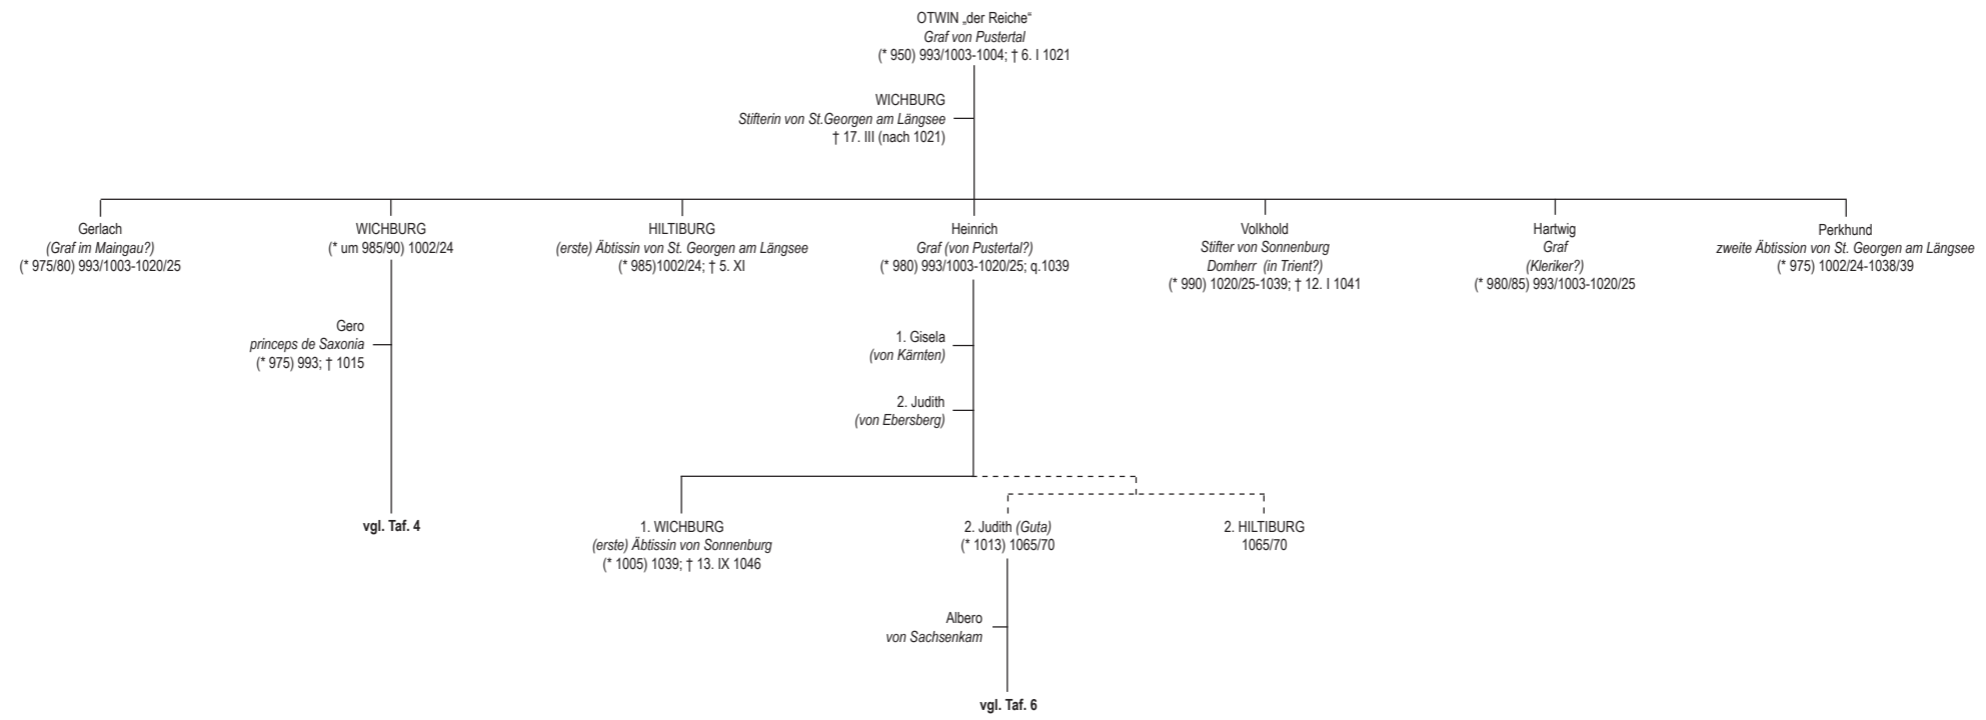 OTWIN „der Reiche“
Graf von Pustertal
(* 950) 993/1003-1004; † 6. I 1021
WICHBURG
Stifterin von St.Georgen am Längsee
† 17. III (nach 1021)
Gerlach
(Graf im Maingau?)
(* 975/80) 993/1003-1020/25
WICHBURG
(* um 985/90) 1002/24
HILTIBURG
(erste) Äbtissin von St. Georgen am Längsee
(* 985)1002/24; † 5. XI
Heinrich
Graf (von Pustertal?)
(* 980) 993/1003-1020/25; q.1039
Volkhold
Stifter von Sonnenburg
Domherr (in Trient?)
(* 990) 1020/25-1039; † 12. I 1041
Hartwig
Graf
(Kleriker?)
(* 980/85) 993/1003-1020/25
Perkhund
zweite Äbtission von St. Georgen am Längsee
(* 975) 1002/24-1038/39
Gero
princeps de Saxonia
(* 975) 993; † 1015
1. Gisela
(von Kärnten)
2. Judith
(von Ebersberg)
vgl. Taf. 4
1. WICHBURG
(erste) Äbtissin von Sonnenburg
(* 1005) 1039; † 13. IX 1046
2. Judith (Guta)
(* 1013) 1065/70
2. HILTIBURG
1065/70
Albero
von Sachsenkam
vgl. Taf. 6